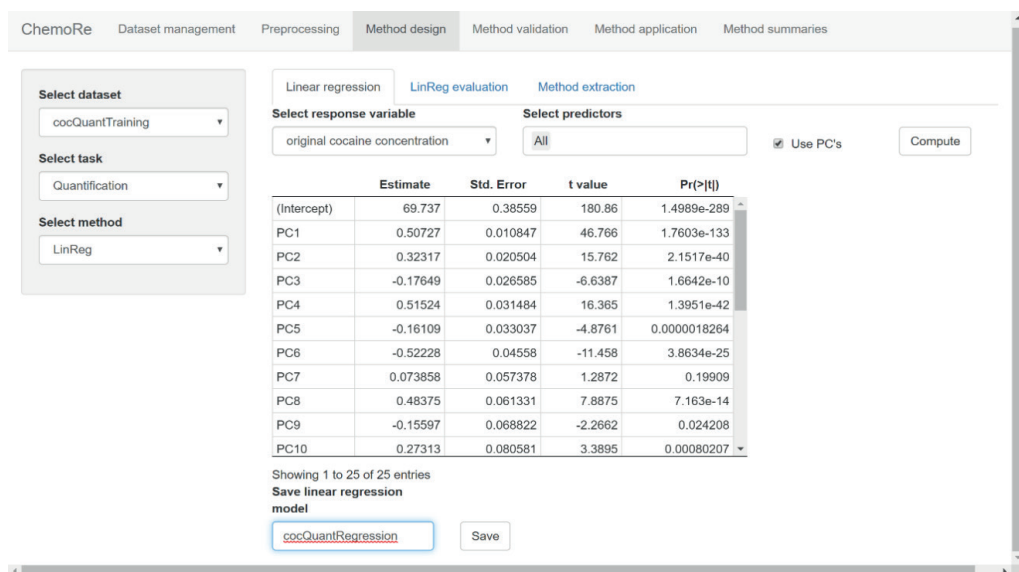 ChemoRe Dataset management Preprocessing Method design Method validation Method application Method summaries
Select dataset
cocQuantTraining
Select task
Quantification
Select method
LinReg
Linear regression LinReg evaluation Method extraction
Select response variable Select predictors
original cocaine concentration All Use PC's Compute
Estimate Std. Error t value Pr(>|t|)
(Intercept) 69.737 0.38559 180.86 1.4989e-289
PC1 0.50727 0.010847 46.766 1.7603e-133
PC2 0.32317 0.020504 15.762 2.1517e-40
PC3 -0.17649 0.026585 -6.6387 1.6642e-10
PC4 0.51524 0.031484 16.365 1.3951e-42
PC5 -0.16109 0.033037 -4.8761 0.0000018264
PC6 -0.52228 0.04558 -11.458 3.8634e-25
PC7 0.073858 0.057378 1.2872 0.19909
PC8 0.48375 0.061331 7.8875 7.163e-14
PC9 -0.15597 0.068822 -2.2662 0.024208
PC10 0.27313 0.080581 3.3895 0.00080207
Showing 1 to 25 of 25 entries
Save linear regression
model
cocQuantRegression Save